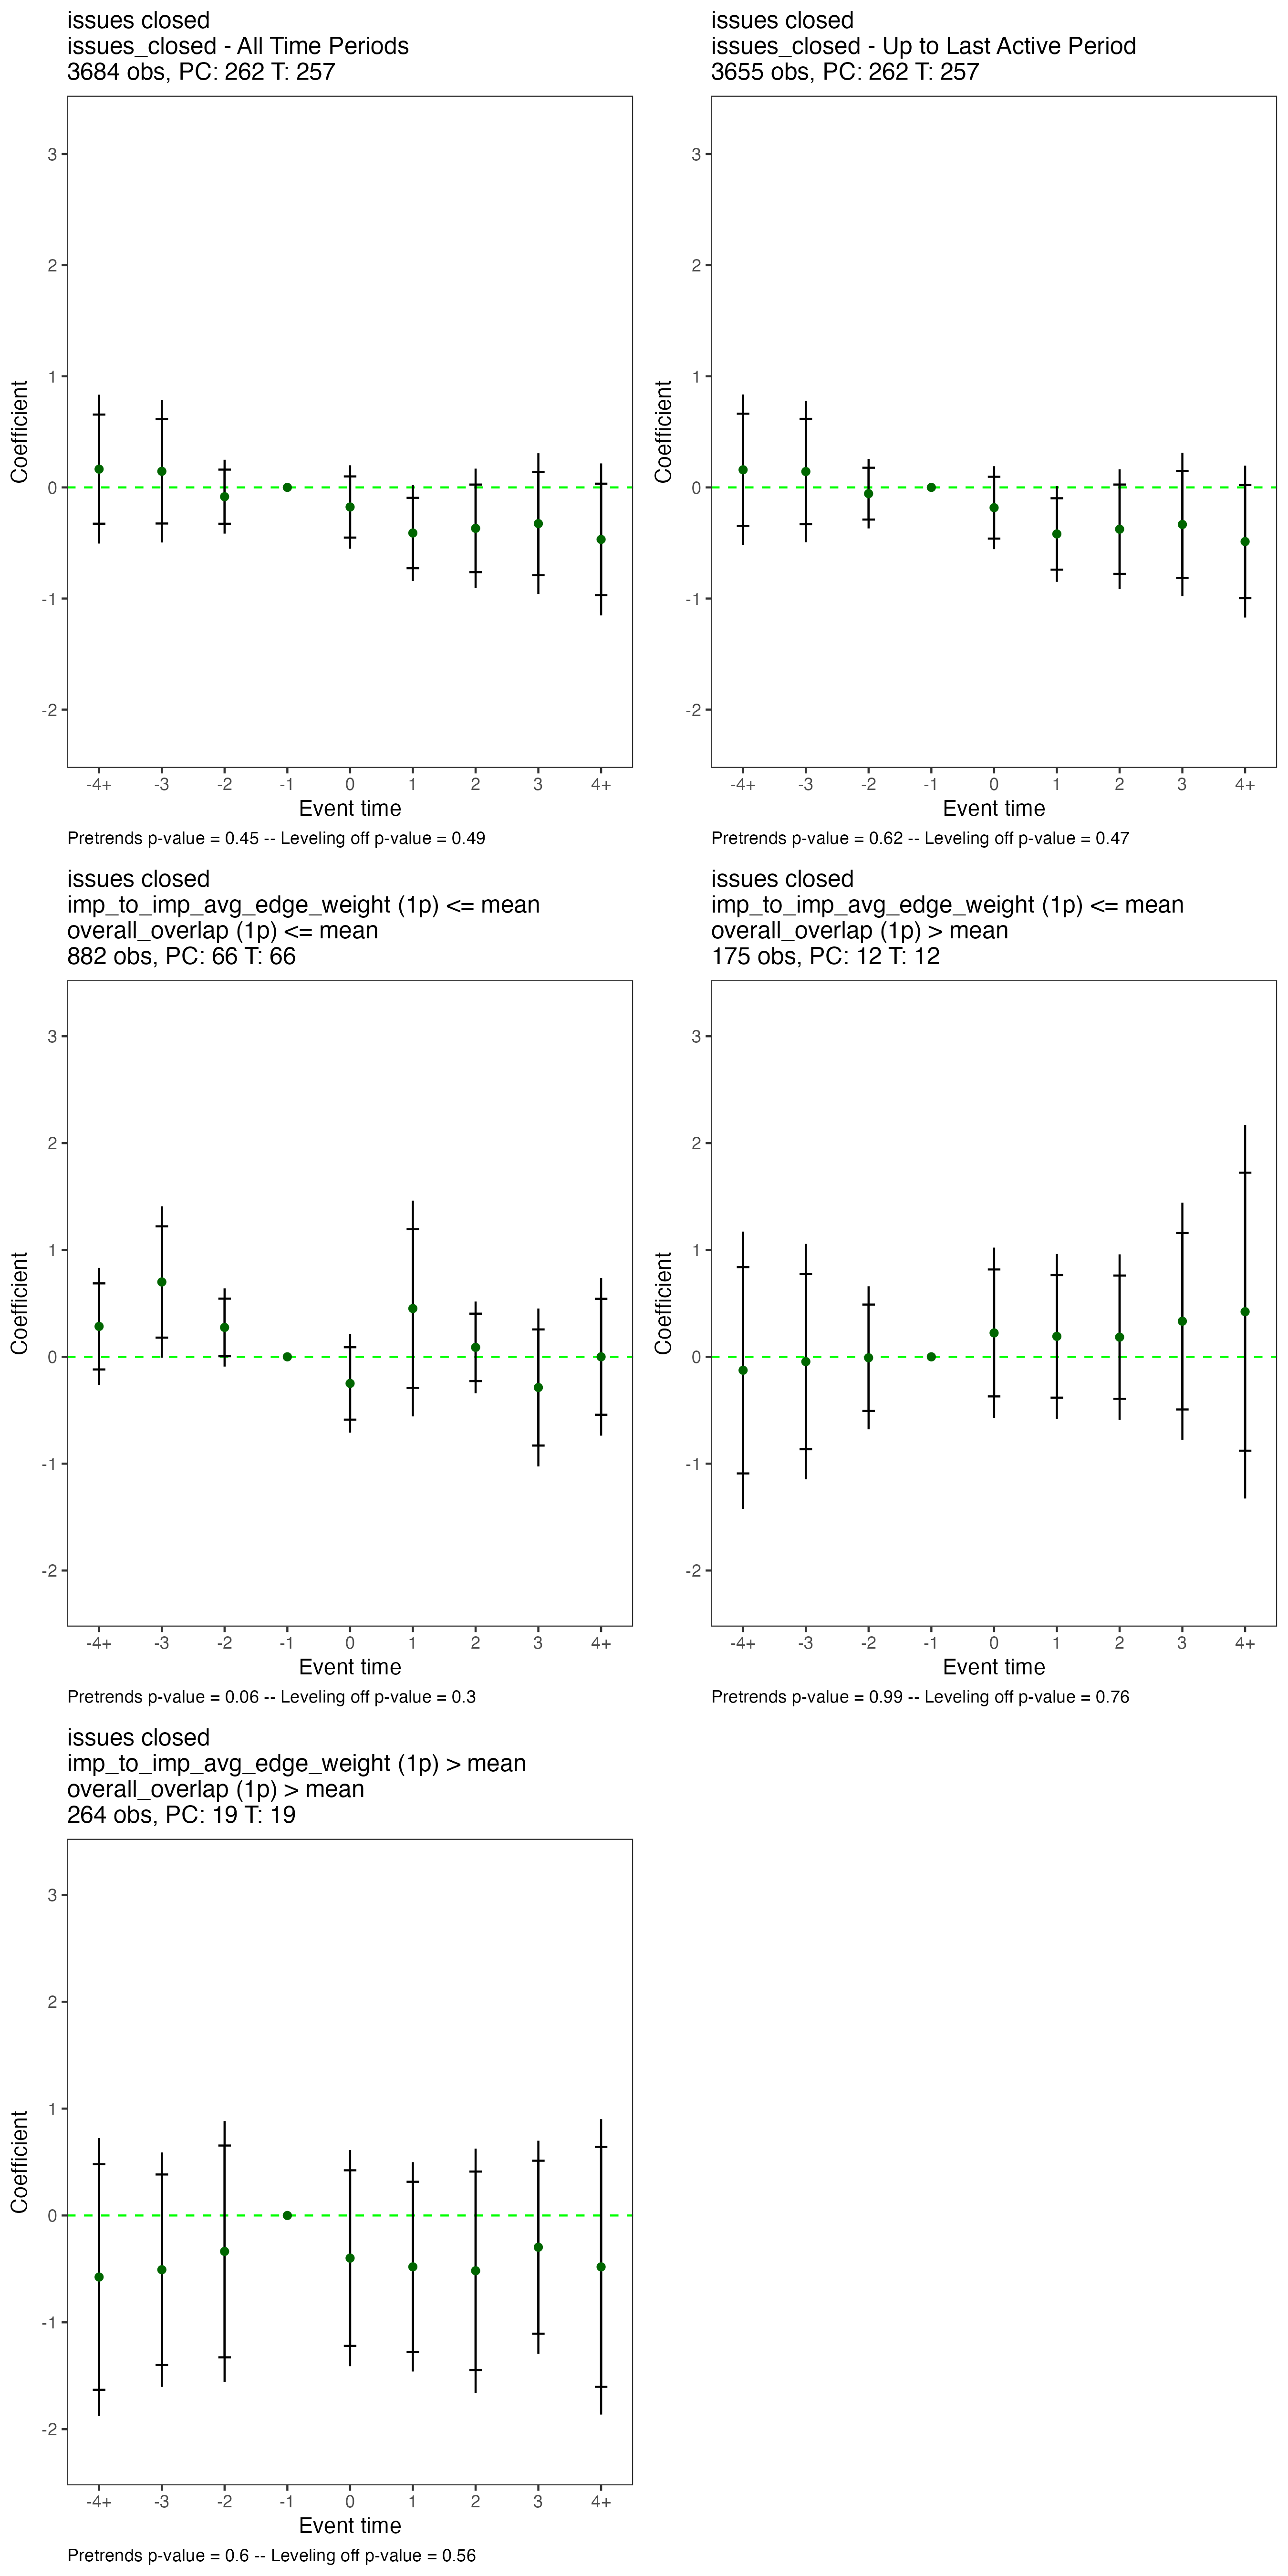 issues closed
issues_closed - All Time Periods
3684 obs, PC: 262 T: 257
3
2
1
0
-1
-2
Coefficient
-4+ -3 -2 -1 0 1 2 3 4+
Event time
Pretrends p-value = 0.45 -- Leveling off p-value = 0.49
issues closed
issues_closed - Up to Last Active Period
3655 obs, PC: 262 T: 257
3
2
1
0
-1
-2
Coefficient
-4+ -3 -2 -1 0 1 2 3 4+
Event time
Pretrends p-value = 0.62 -- Leveling off p-value = 0.47
issues closed
imp_to_imp_avg_edge_weight (1p) <= mean
overall_overlap (1p) <= mean
882 obs, PC: 66 T: 66
3
2
1
0
-1
-2
Coefficient
-4+ -3 -2 -1 0 1 2 3 4+
Event time
Pretrends p-value = 0.06 -- Leveling off p-value = 0.3
issues closed
imp_to_imp_avg_edge_weight (1p) <= mean
overall_overlap (1p) > mean
175 obs, PC: 12 T: 12
3
2
1
0
-1
-2
Coefficient
-4+ -3 -2 -1 0 1 2 3 4+
Event time
Pretrends p-value = 0.99 -- Leveling off p-value = 0.76
issues closed
imp_to_imp_avg_edge_weight (1p) > mean
overall_overlap (1p) > mean
264 obs, PC: 19 T: 19
3
2
1
0
-1
-2
Coefficient
-4+ -3 -2 -1 0 1 2 3 4+
Event time
Pretrends p-value = 0.6 -- Leveling off p-value = 0.56